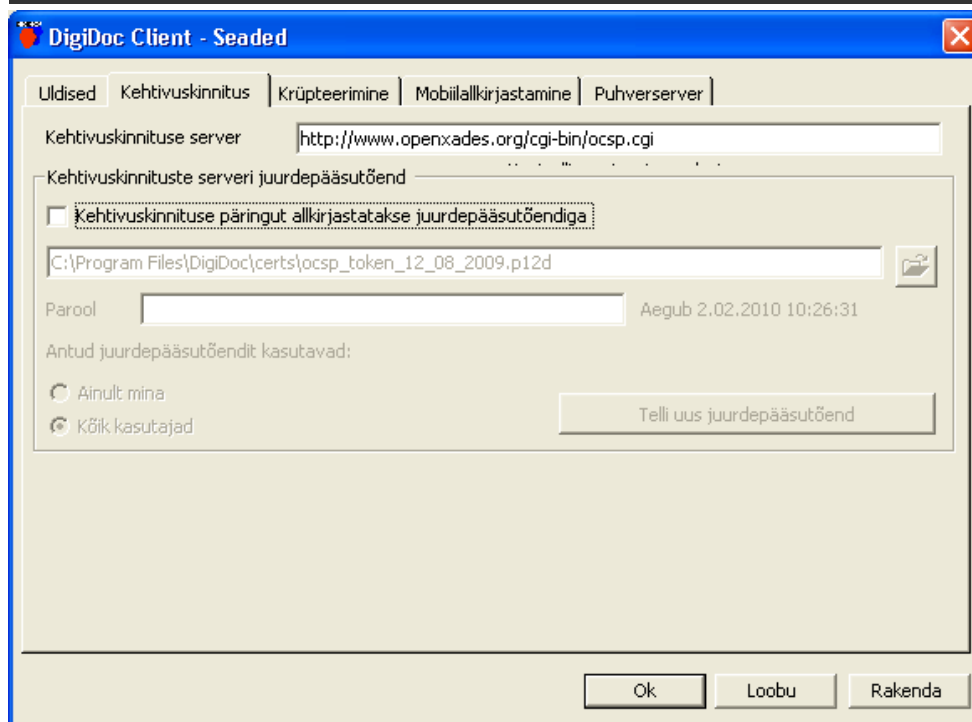 DigiDoc Client - Seaded
Uldised Kehtivuskinnitus Krüpteerimine Mobiilallkirjastamine Puhverserver
Kehtivuskinnituse server http://www.openxades.org/cgi-bin/ocsp.cgi
Kehtivuskinnituste serveri juurdepääsutõend
Kehtivuskinnituse päringut allkirjastatakse juurdepääsutõendiga
C:\Program Files\DigiDoc\certs\ocsp_token_12_08_2009.p12d
Parool Aegub 2.02.2010 10:26:31
Antud juurdepääsutõendit kasutavad:
Ainult mina
Kõik kasutajad Telli uus juurdepääsutõend
Ok Loobu Rakenda